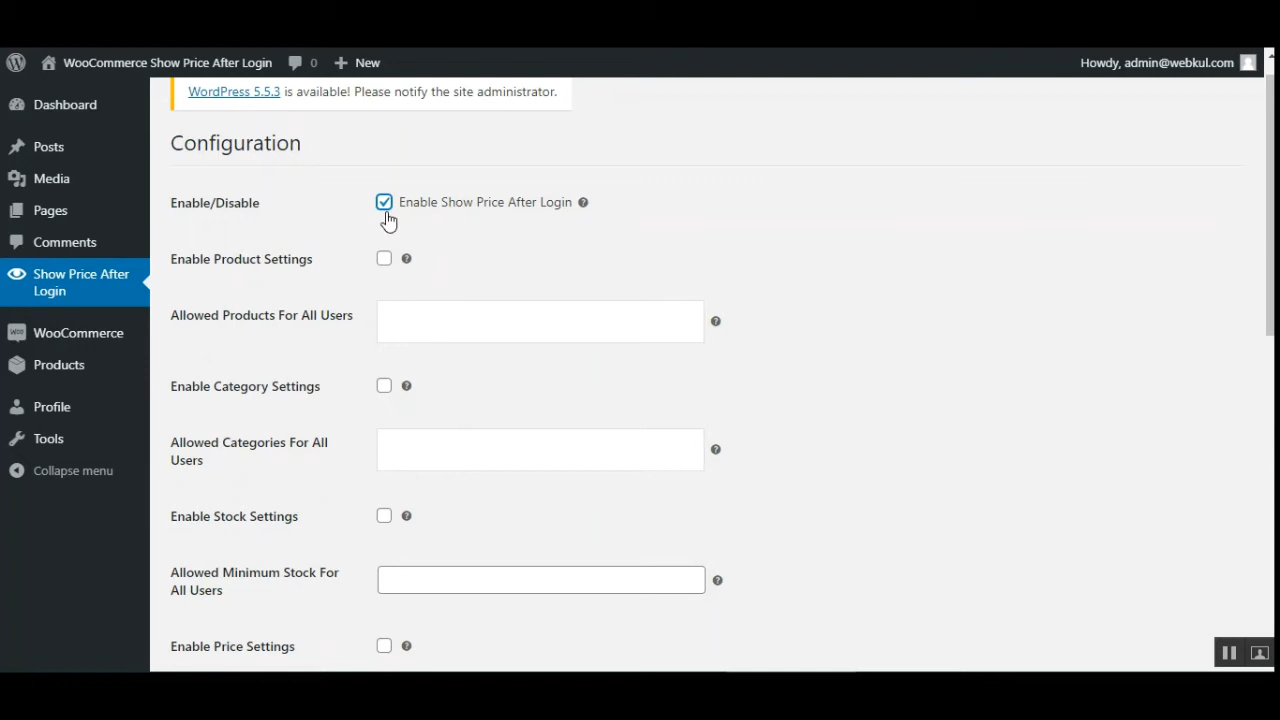 WooCommerce Show Price After Login 0 New Howdy, admin@webkul.com
WordPress 5.5.3 is available! Please notify the site administrator.
Dashboard
Posts
Media
Pages
Comments
Show Price After
Login
Woo WooCommerce
Products
Profile
Tools
Collapse menu
Configuration
Enable/Disable Enable Show Price After Login ?
Enable Product Settings ?
Allowed Products For All Users ?
Enable Category Settings ?
Allowed Categories For All
Users ?
Enable Stock Settings ?
Allowed Minimum Stock For
All Users ?
Enable Price Settings ?